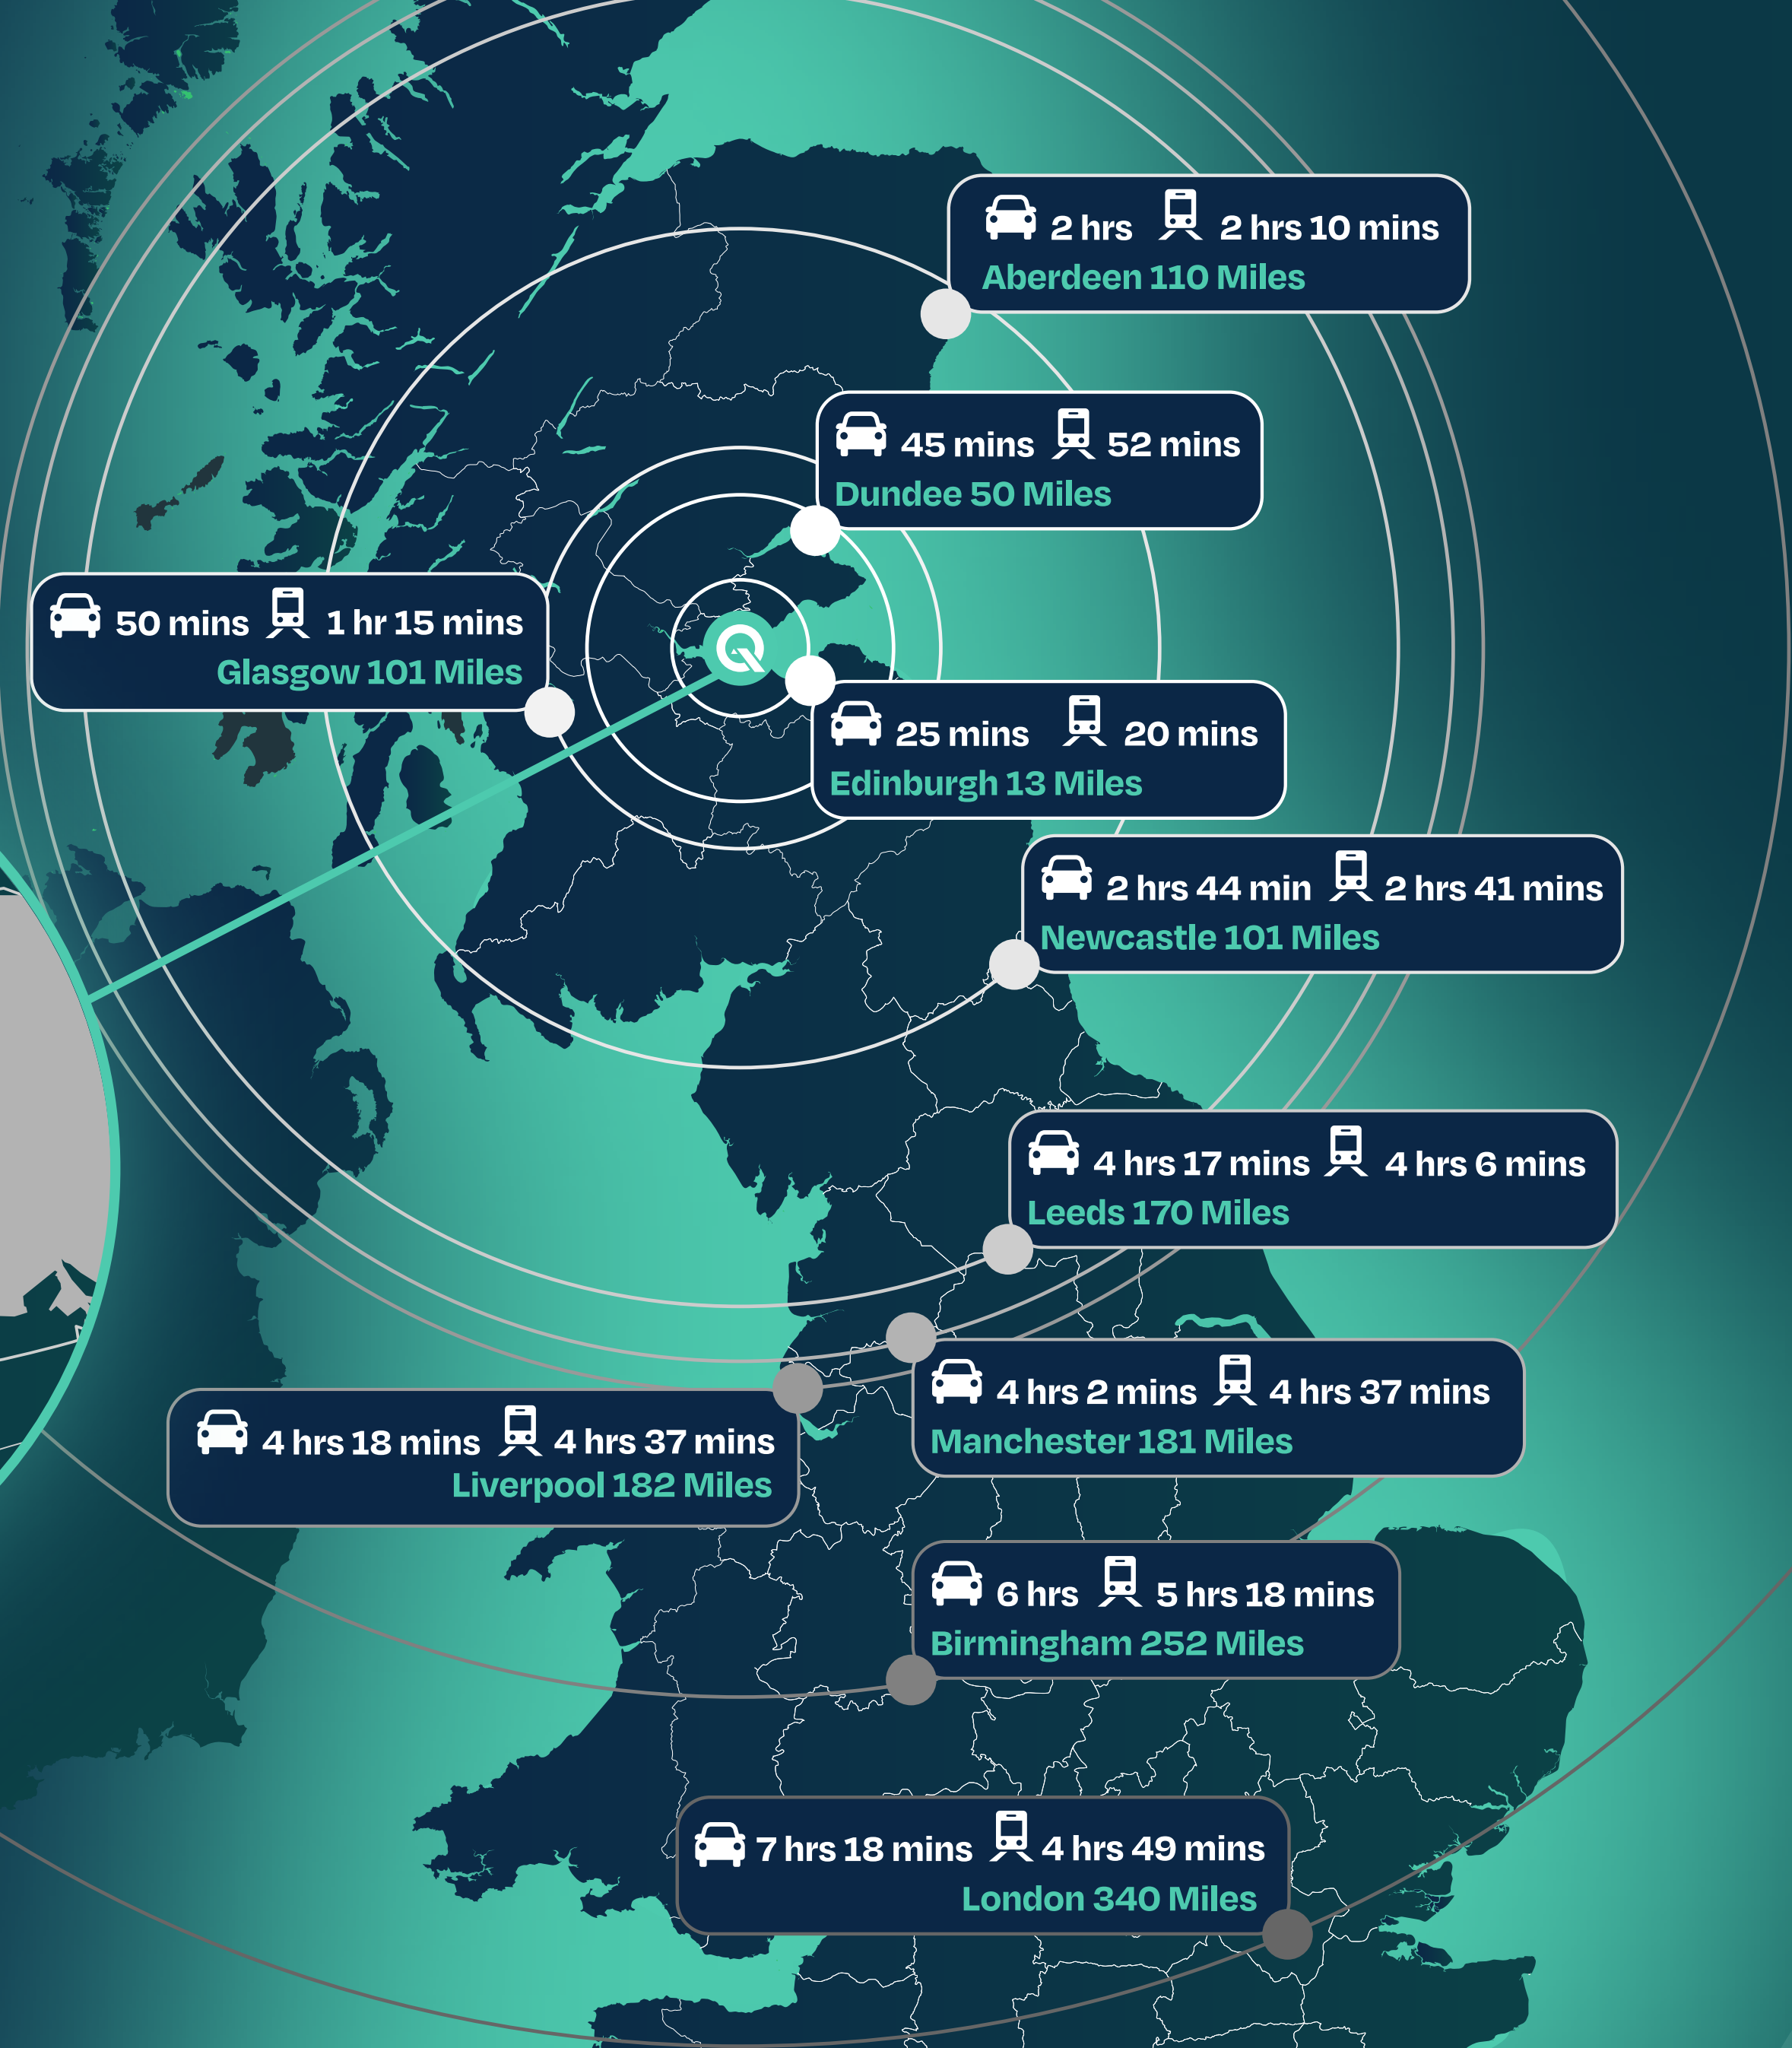 2 hrs 2 hrs 10 mins
Aberdeen 110 Miles
45 mins 52 mins
Dundee 50 Miles
50 mins 1 hr 15 mins
Glasgow 101 Miles
Q
25 mins 20 mins
Edinburgh 13 Miles
2 hrs 44 min 2 hrs 41 mins
Newcastle 101 Miles
4 hrs 17 mins 4 hrs 6 mins
Leeds 170 Miles
4 hrs 2 mins 4 hrs 37 mins
Manchester 181 Miles
4 hrs 18 mins 4 hrs 37 mins
Liverpool 182 Miles
6 hrs 5 hrs 18 mins
Birmingham 252 Miles
7 hrs 18 mins 4 hrs 49 mins
London 340 Miles